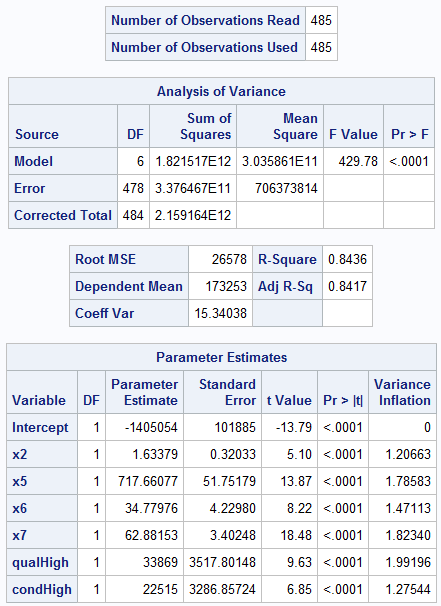 Number of Observations Read 485
Number of Observations Used 485
Analysis of Variance
Source DF Sum of Squares Mean Square F Value Pr > F
Model 6 1.821517E12 3.035861E11 429.78 <.0001
Error 478 3.376467E11 706373814
Corrected Total 484 2.159164E12
Root MSE 26578 R-Square 0.8436
Dependent Mean 173253 Adj R-Sq 0.8417
Coeff Var 15.34038
Parameter Estimates
Variable DF Parameter Estimate Standard Error t Value Pr > |t| Variance Inflation
Intercept 1 -1405054 101885 -13.79 <.0001 0
x2 1 1.63379 0.32033 5.10 <.0001 1.20663
x5 1 717.66077 51.75179 13.87 <.0001 1.78583
x6 1 34.77976 4.22980 8.22 <.0001 1.47113
x7 1 62.88153 3.40248 18.48 <.0001 1.82340
qualHigh 1 33869 3517.80148 9.63 <.0001 1.99196
condHigh 1 22515 3286.85724 6.85 <.0001 1.27544